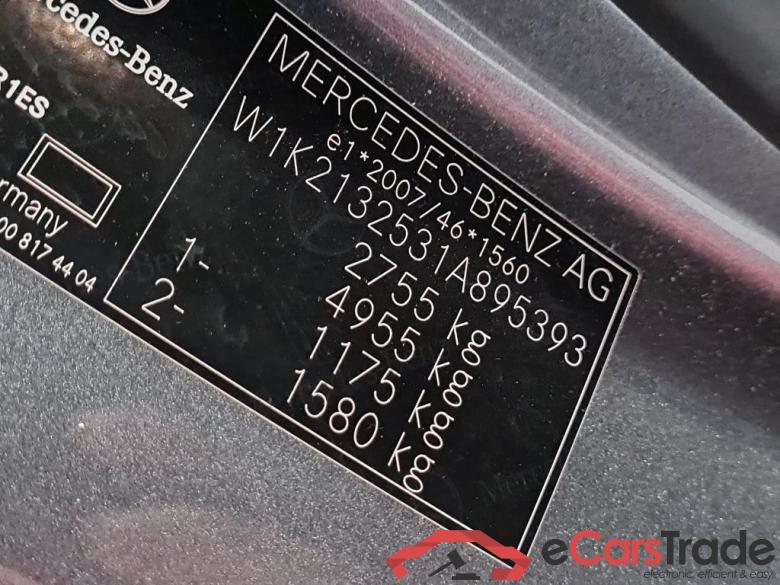 Mercedes-Benz
R1ES
MERCEDES-BENZ AG
e1*2007/46*1560
W1K2132531A895393
2755 kg
4955 kg
1- 1175 kg
2- 1580 kg
ermany
00 817 44 04
eCarsTrade
electronic, efficient & easy